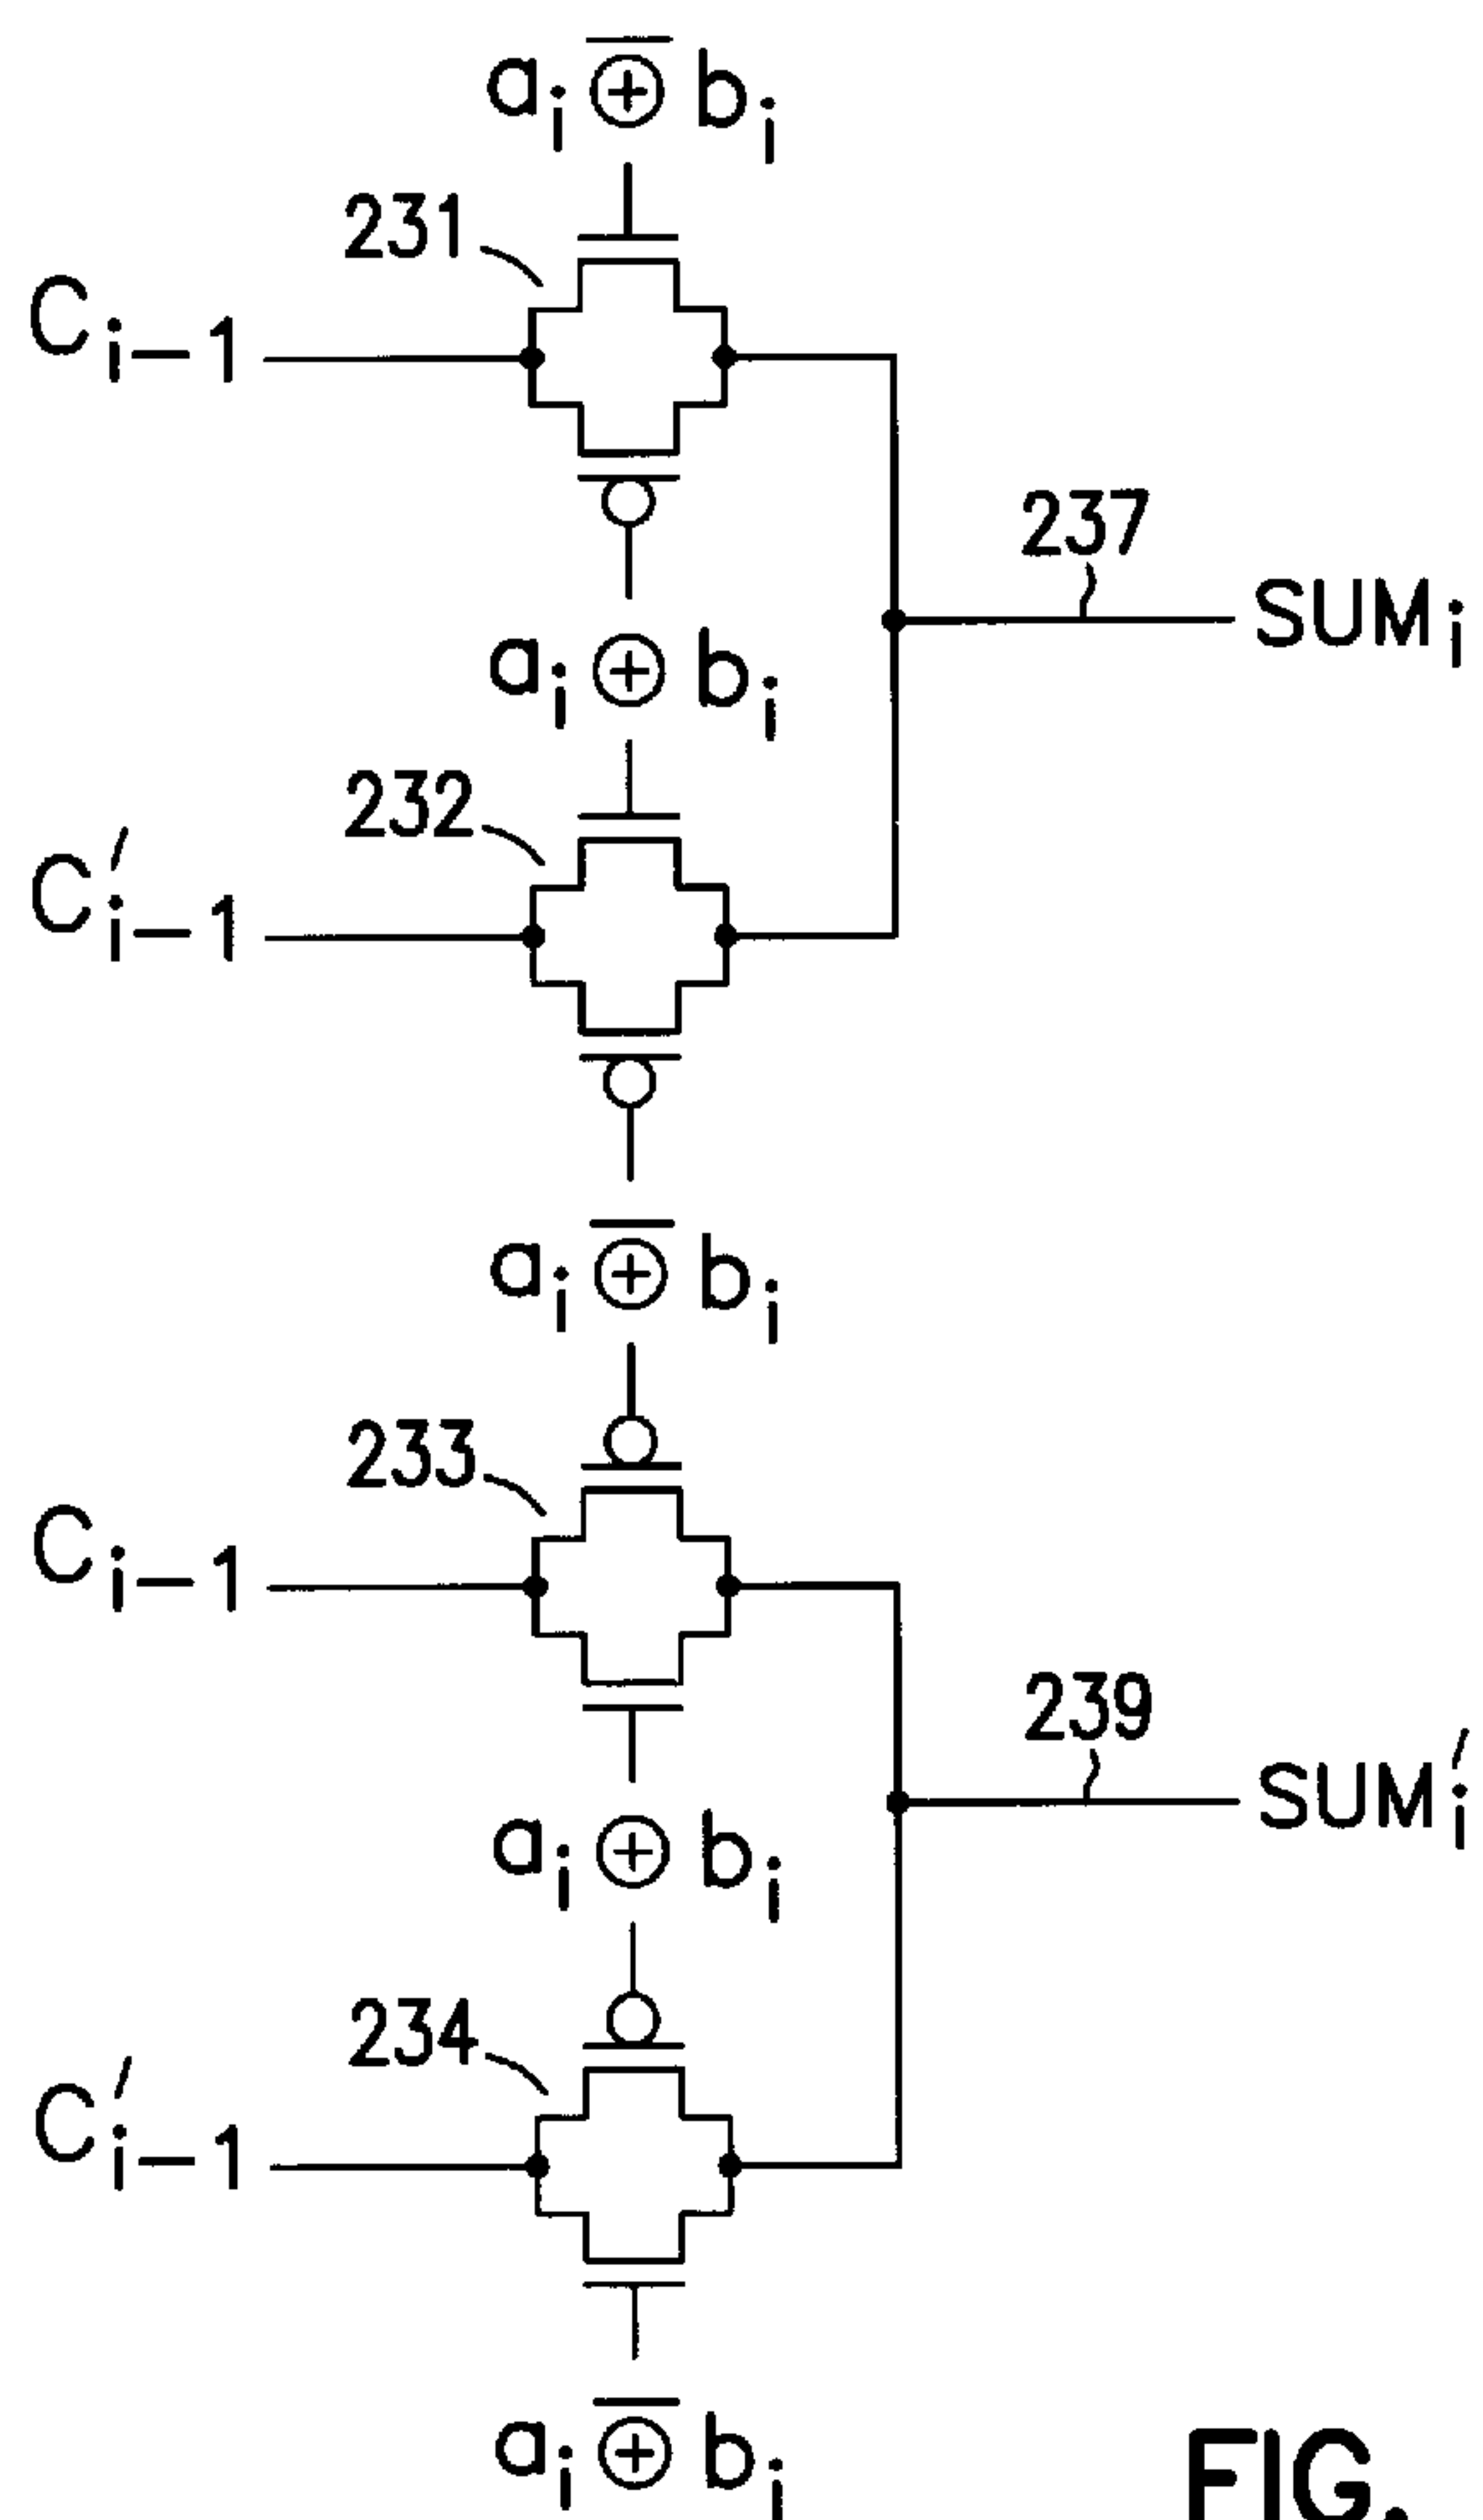 aᵢ ⊕̅ bᵢ
231
Cᵢ₋₁
237
SUMᵢ
aᵢ ⊕ bᵢ
232
C′ᵢ₋₁
aᵢ ⊕̅ bᵢ
233
Cᵢ₋₁
239
SUM′ᵢ
aᵢ ⊕ bᵢ
234
C′ᵢ₋₁
aᵢ ⊕̅ bᵢ
FIG.